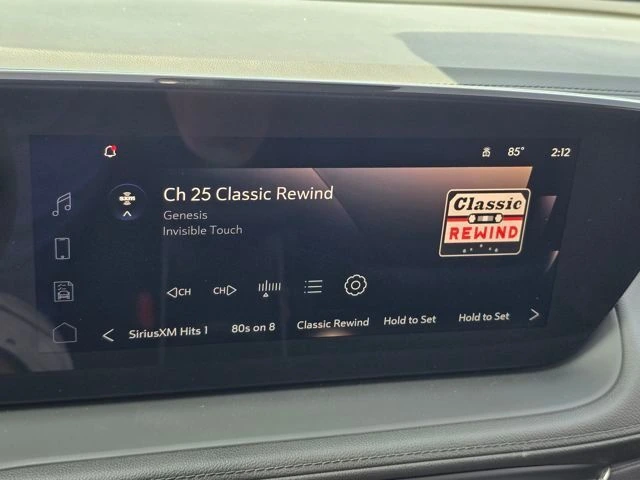 85° 2:12
Ch 25 Classic Rewind
Genesis
Invisible Touch
Classic
REWIND
CH CH
SiriusXM Hits 1 80s on 8 Classic Rewind Hold to Set Hold to Set